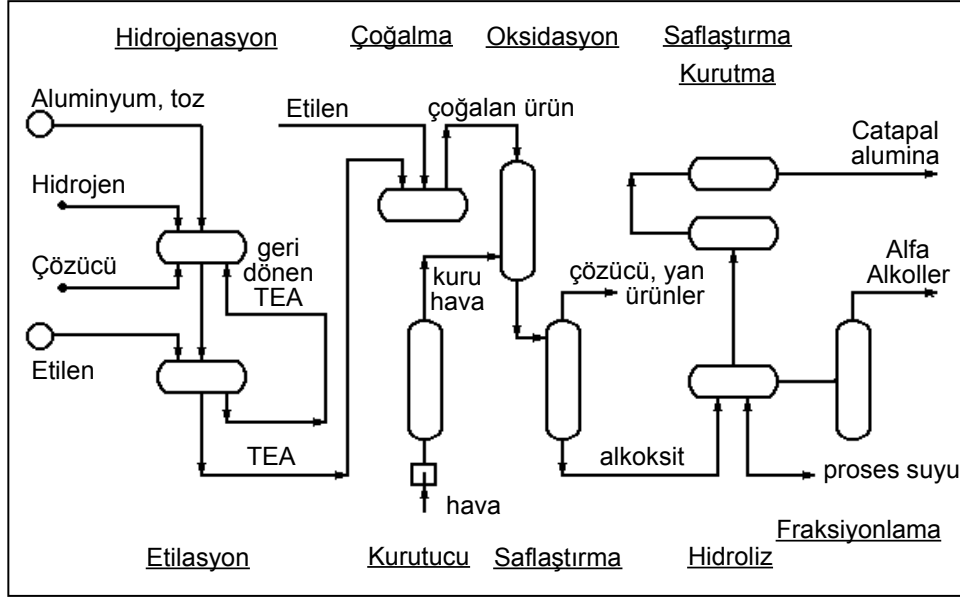 Hidrojenasyon
Çoğalma
Oksidasyon
Saflaştırma
Kurutma
Aluminyum, toz
Etilen
çoğalan ürün
Catapal
alumina
Hidrojen
geri
dönen
TEA
Çözücü
kuru
hava
çözücü, yan
ürünler
Alfa
Alkoller
Etilen
TEA
alkoksit
proses suyu
hava
Etilasyon
Kurutucu
Saflaştırma
Hidroliz
Fraksiyonlama